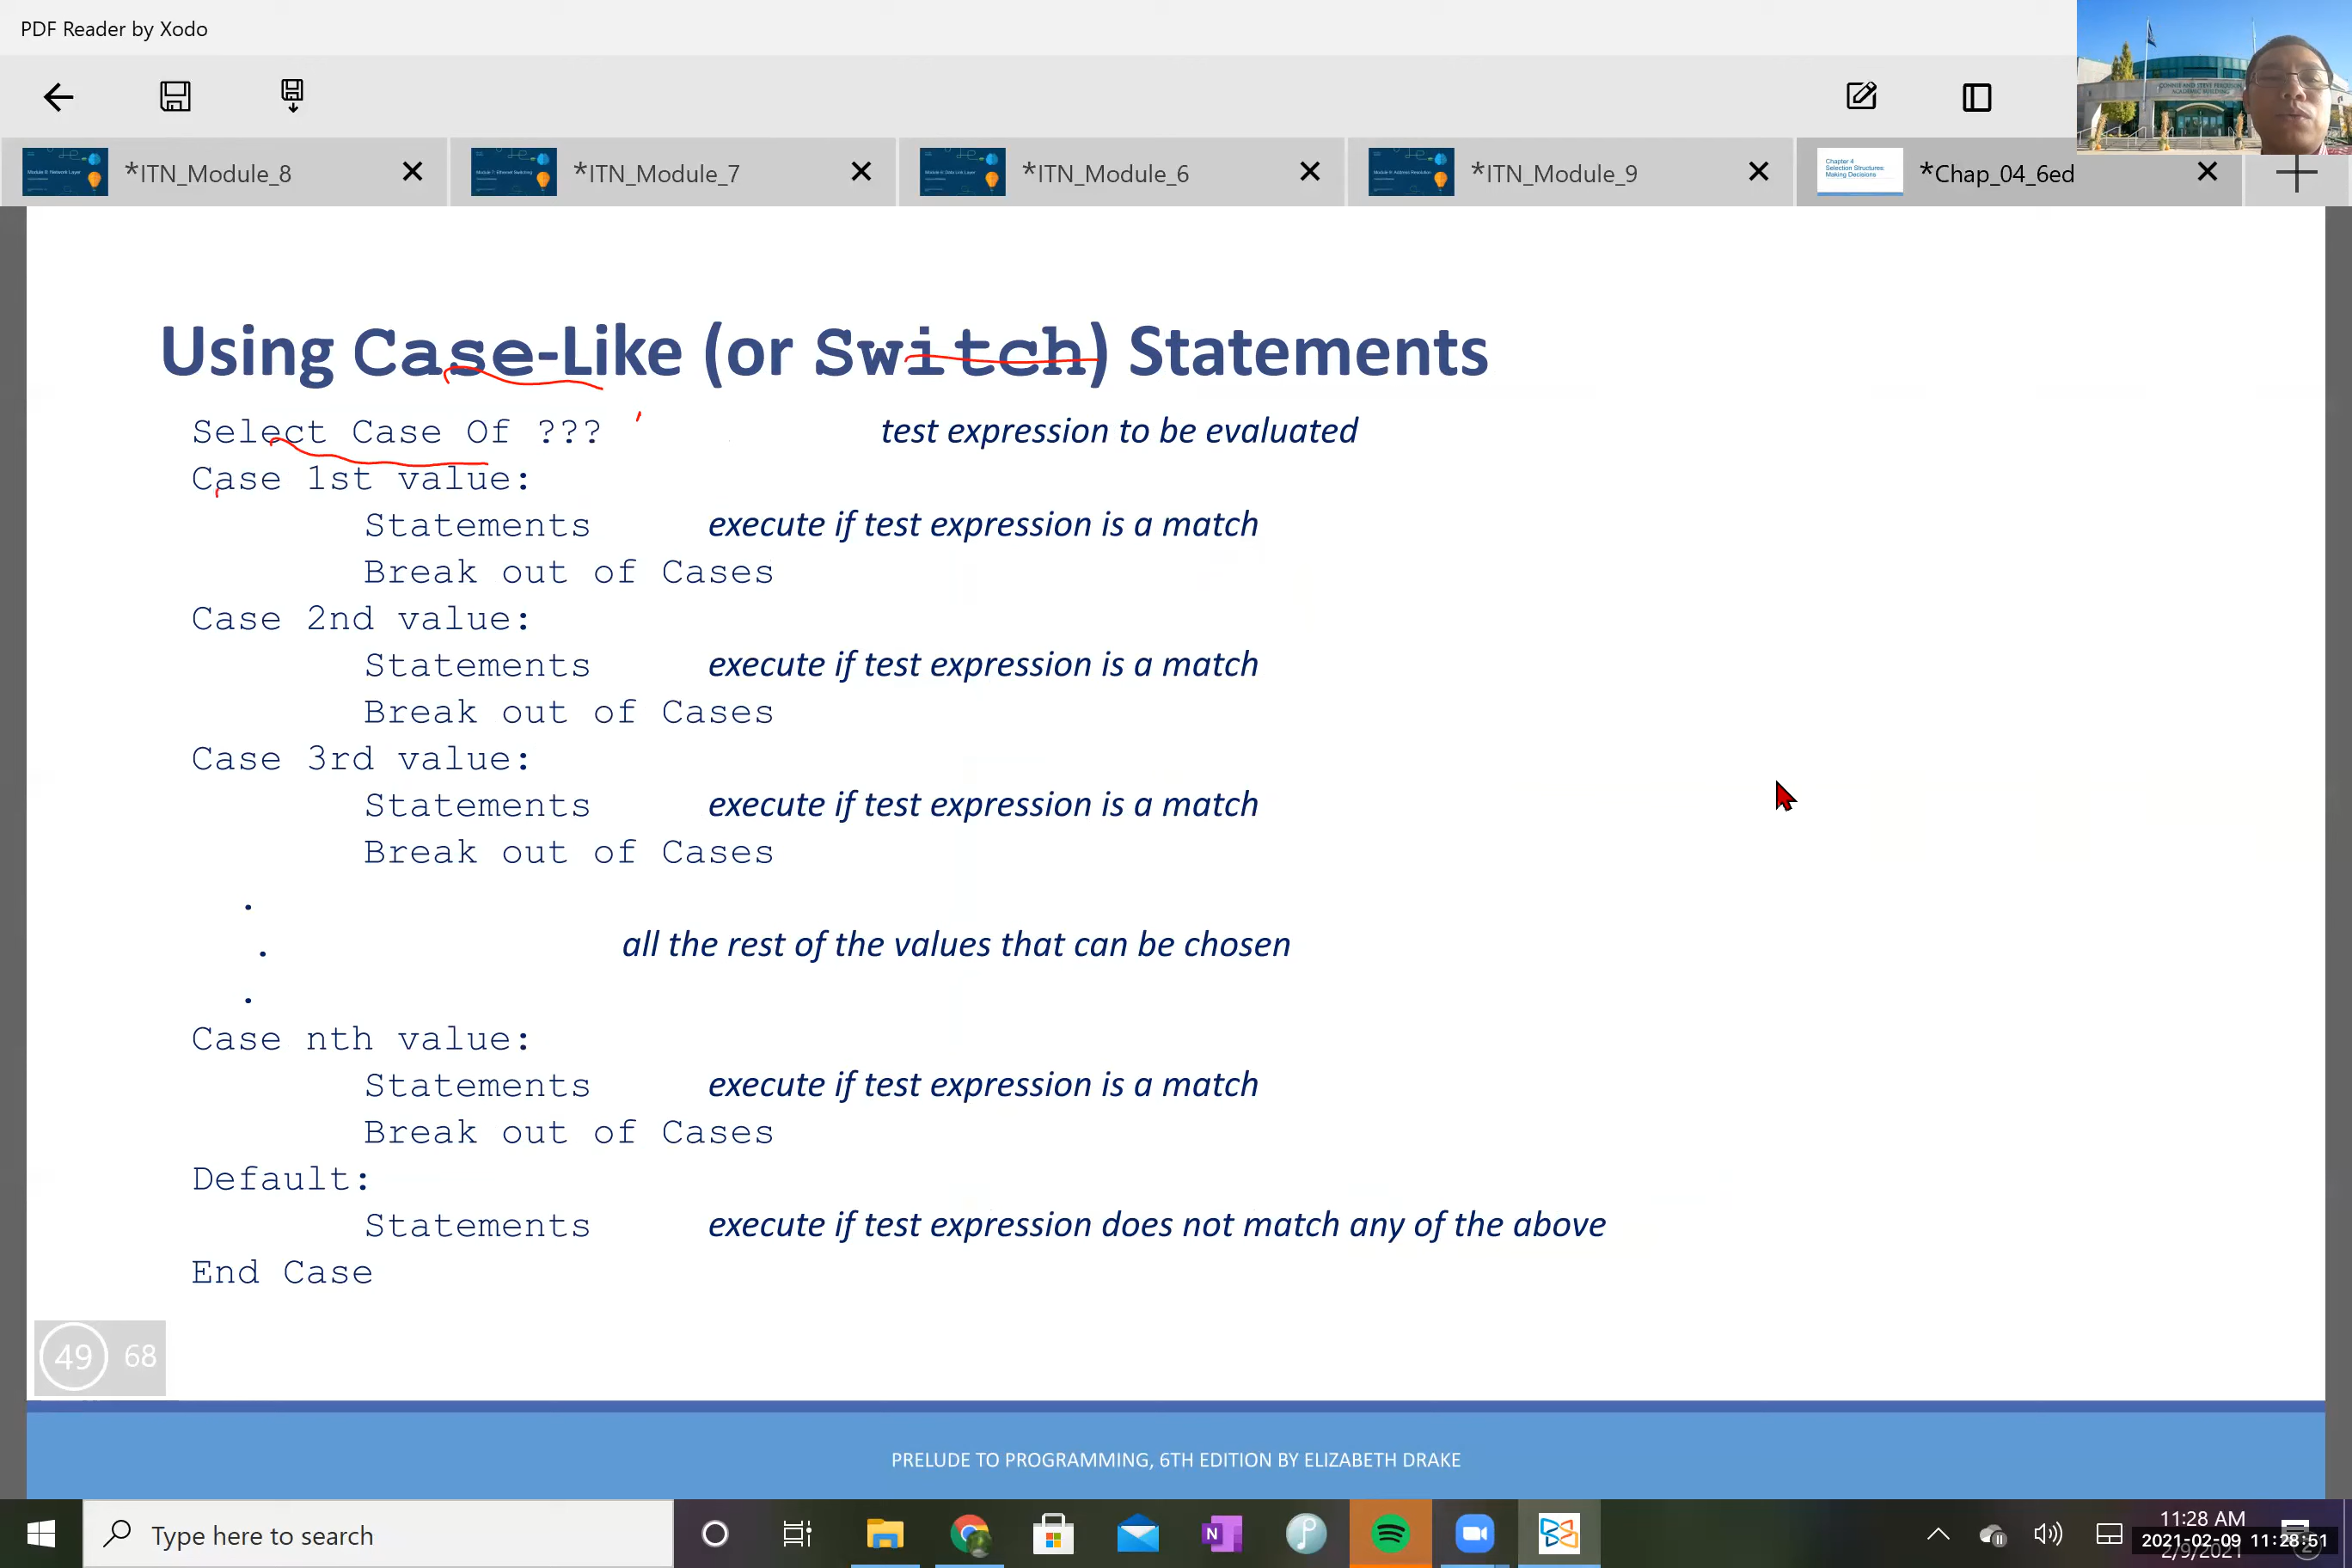 PDF Reader by Xodo
*ITN_Module_8
*ITN_Module_7
*ITN_Module_6
*ITN_Module_9
Chapter 4
Selection Structures:
Making Decisions
*Chap_04_6ed
Using Case-Like (or Switch) Statements
Select Case Of ??? test expression to be evaluated
Case 1st value:
Statements execute if test expression is a match
Break out of Cases
Case 2nd value:
Statements execute if test expression is a match
Break out of Cases
Case 3rd value:
Statements execute if test expression is a match
Break out of Cases
.
. all the rest of the values that can be chosen
.
Case nth value:
Statements execute if test expression is a match
Break out of Cases
Default:
Statements execute if test expression does not match any of the above
End Case
49 68
PRELUDE TO PROGRAMMING, 6TH EDITION BY ELIZABETH DRAKE
Type here to search
11:28 AM
2021-02-09 11:28:51